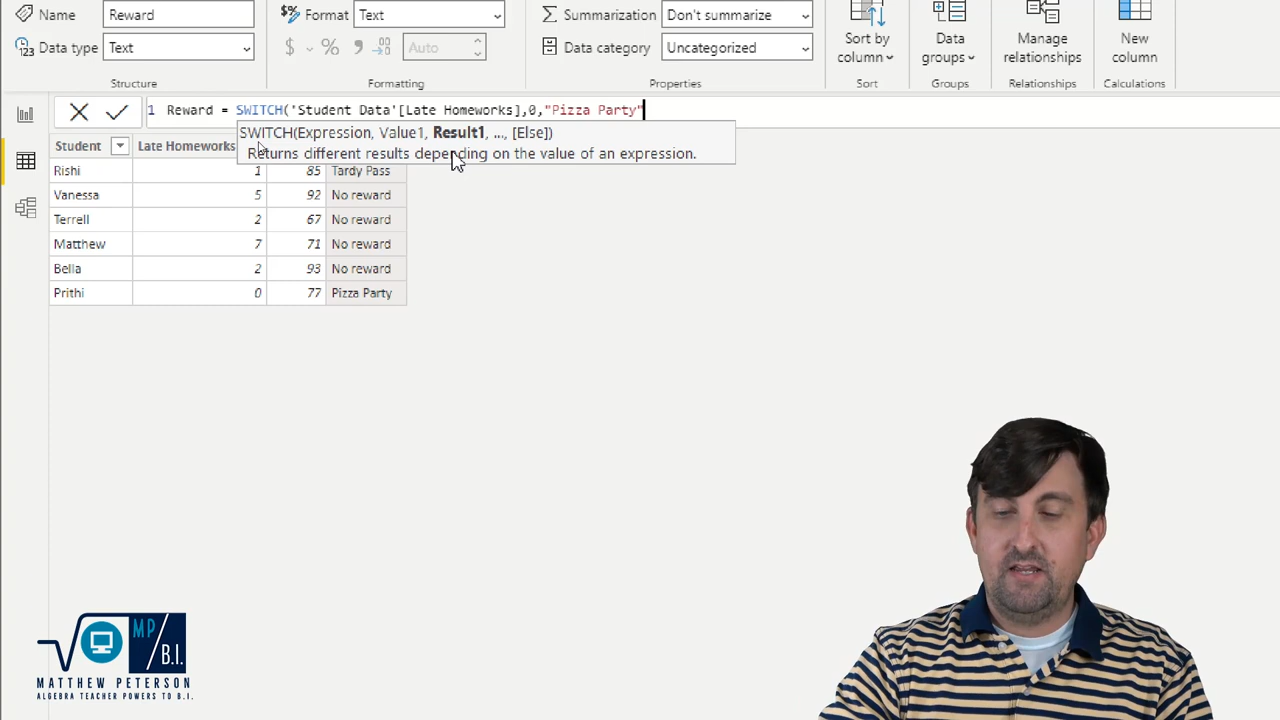 Name Reward Format Text Summarization Don't summarize
Data type Text $ % Auto Data category Uncategorized
Sort by column
Data groups
Manage relationships
New column
Structure Formatting Properties Sort Groups Relationships Calculations
1 Reward = SWITCH('Student Data'[Late Homeworks],0,"Pizza Party"
SWITCH(Expression, Value1, Result1, ..., [Else])
Returns different results depending on the value of an expression.
Student Late Homeworks
Rishi 1 85 Tardy Pass
Vanessa 5 92 No reward
Terrell 2 67 No reward
Matthew 7 71 No reward
Bella 2 93 No reward
Prithi 0 77 Pizza Party
MP
B.I.
MATTHEW PETERSON
ALGEBRA TEACHER POWERS TO B.I.